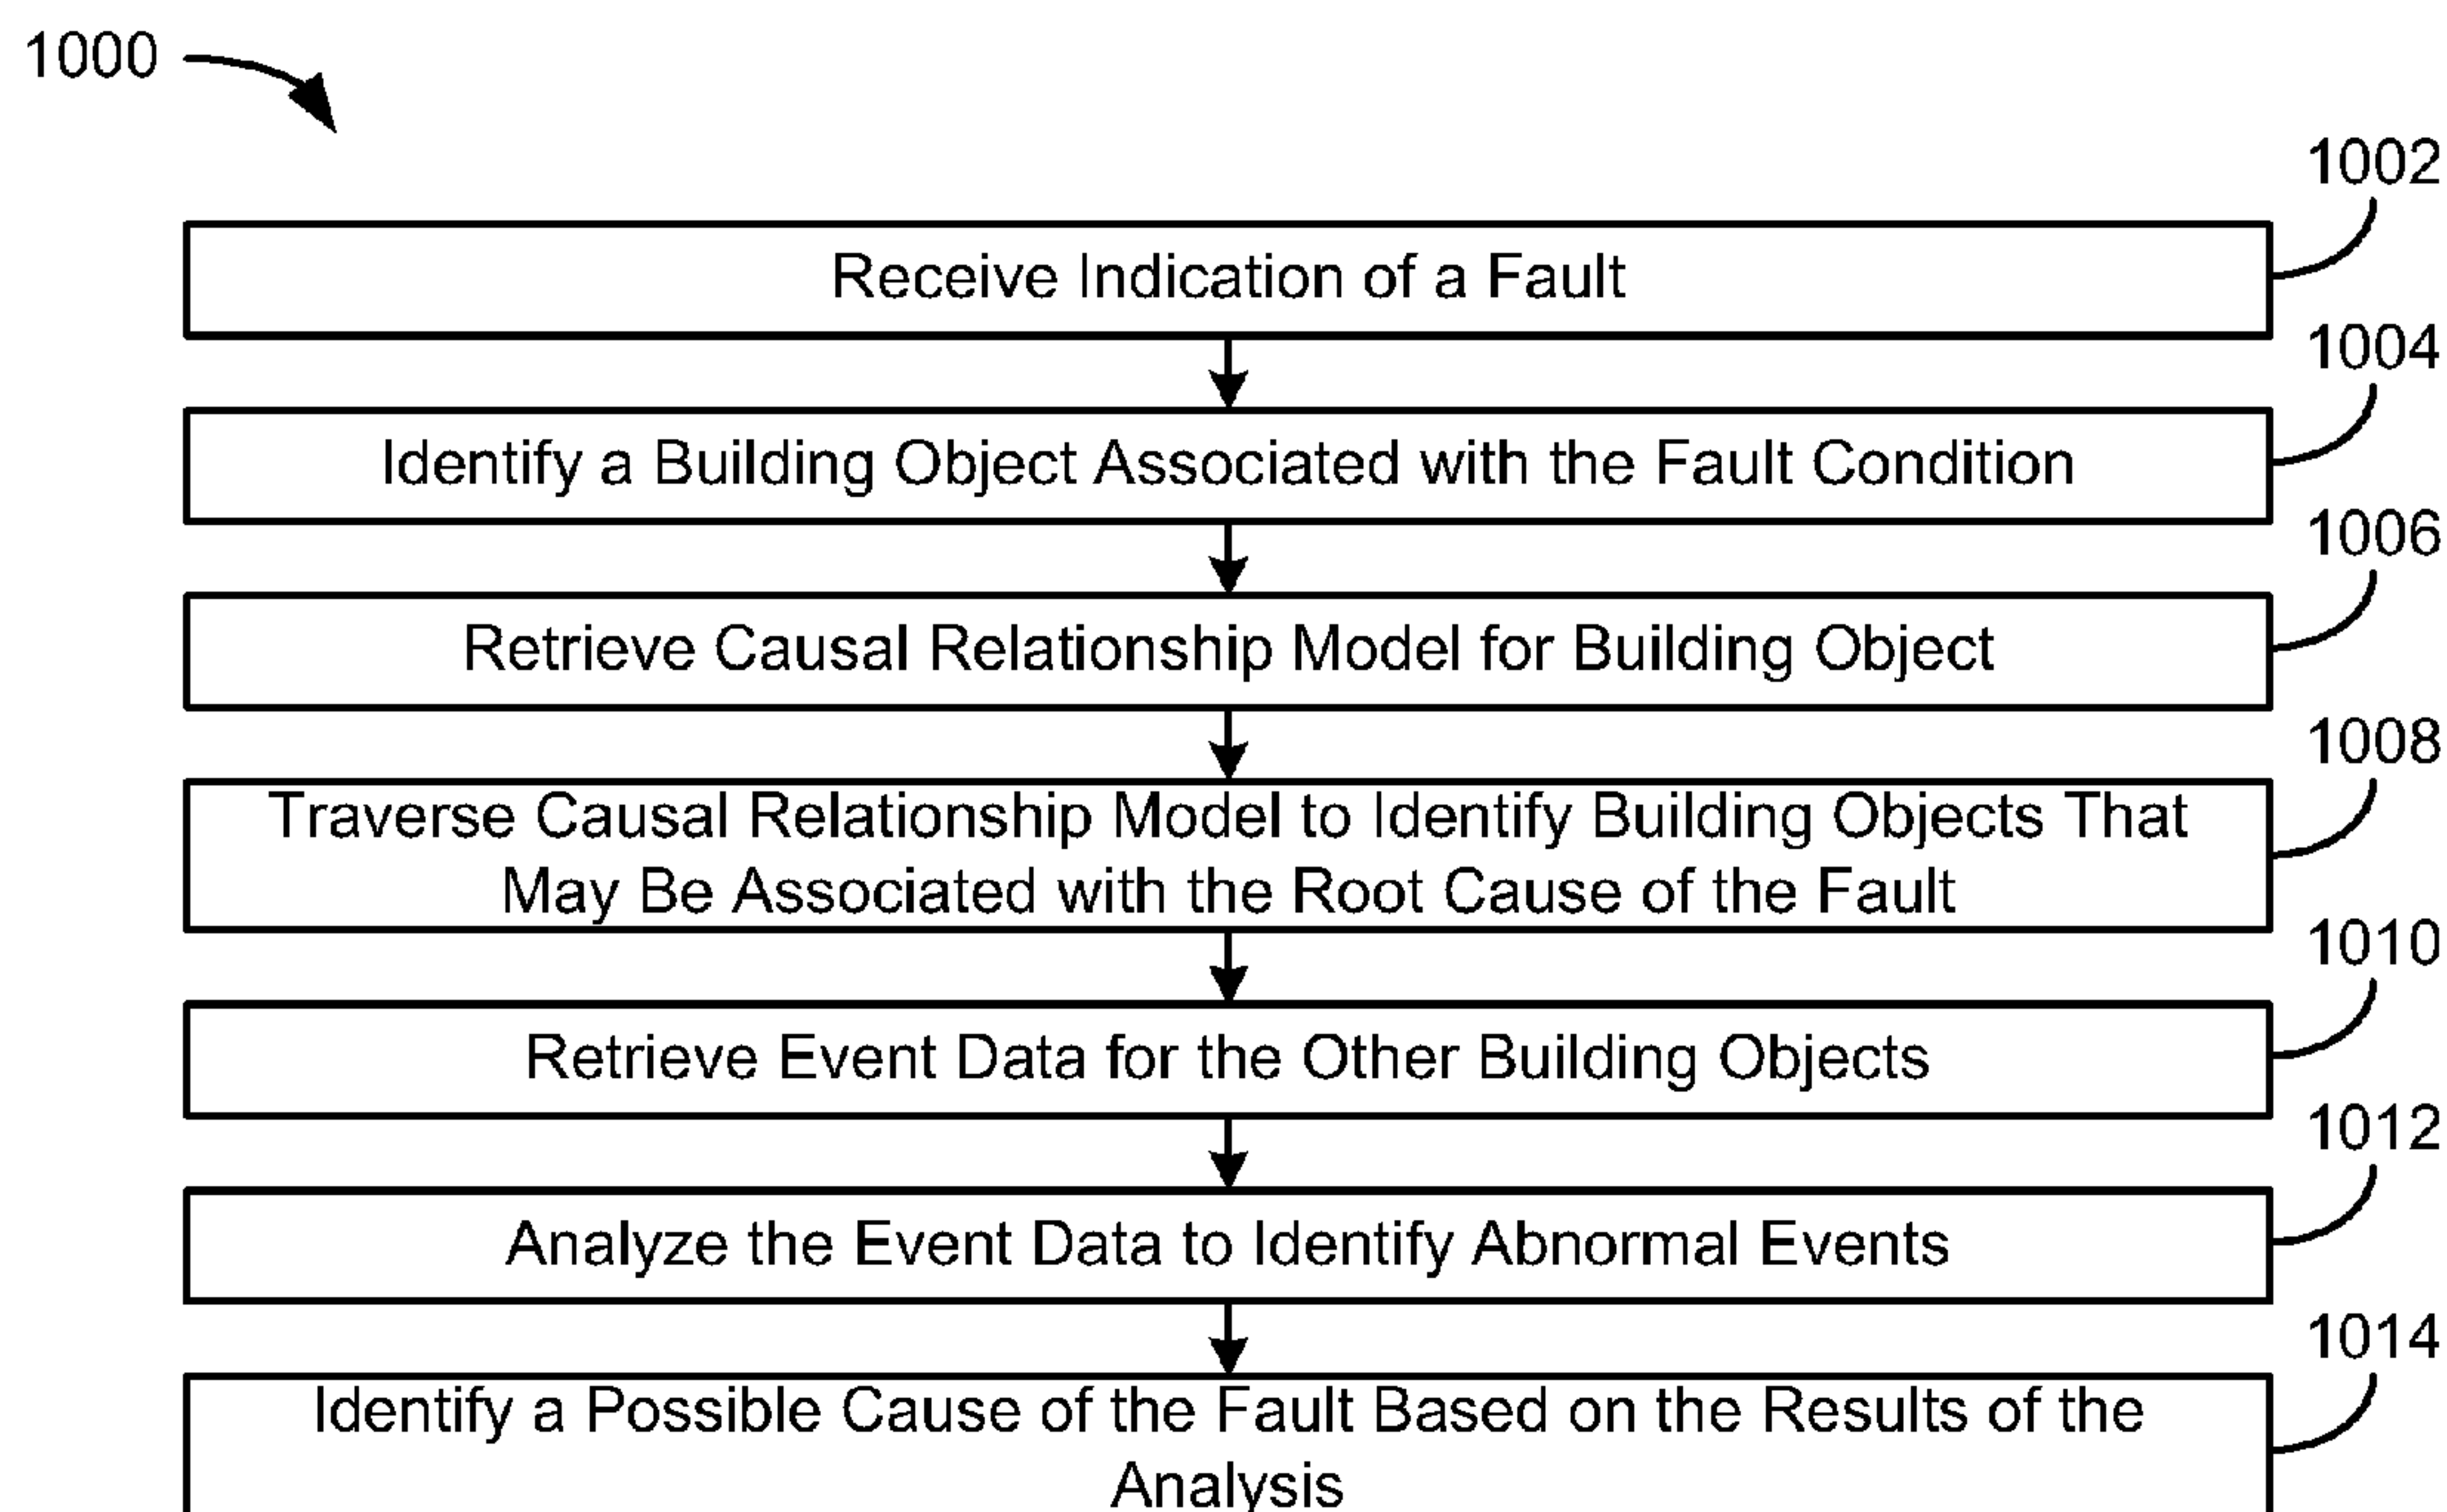 1000
1002
Receive Indication of a Fault
1004
Identify a Building Object Associated with the Fault Condition
1006
Retrieve Causal Relationship Model for Building Object
1008
Traverse Causal Relationship Model to Identify Building Objects That
May Be Associated with the Root Cause of the Fault
1010
Retrieve Event Data for the Other Building Objects
1012
Analyze the Event Data to Identify Abnormal Events
1014
Identify a Possible Cause of the Fault Based on the Results of the
Analysis